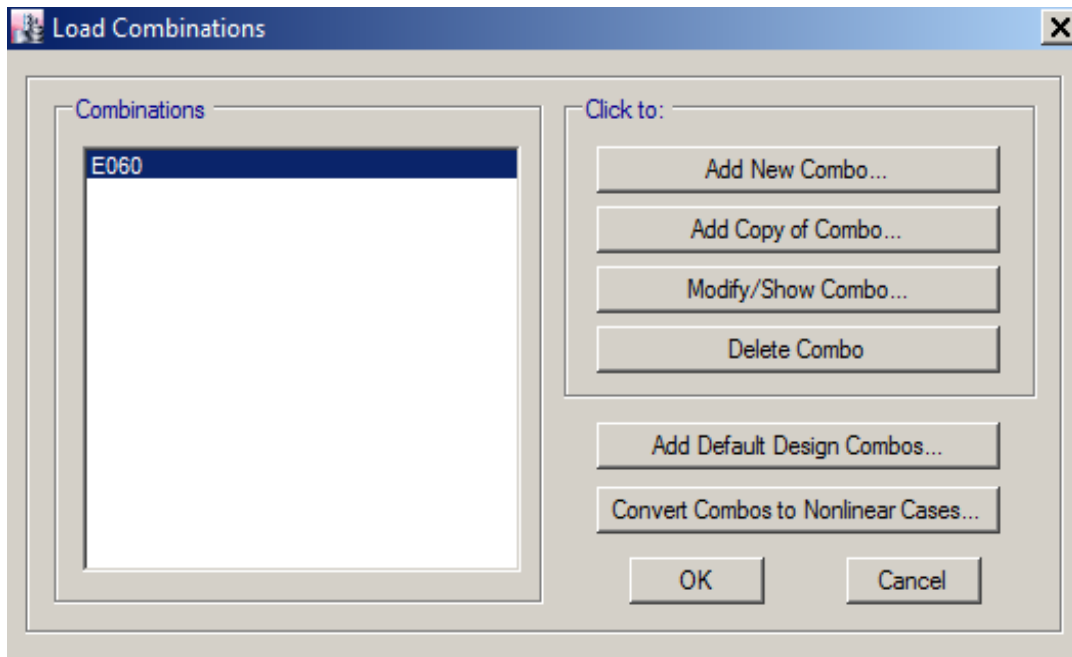 Load Combinations
Combinations
E060
Click to:
Add New Combo...
Add Copy of Combo...
Modify/Show Combo...
Delete Combo
Add Default Design Combos...
Convert Combos to Nonlinear Cases...
OK
Cancel